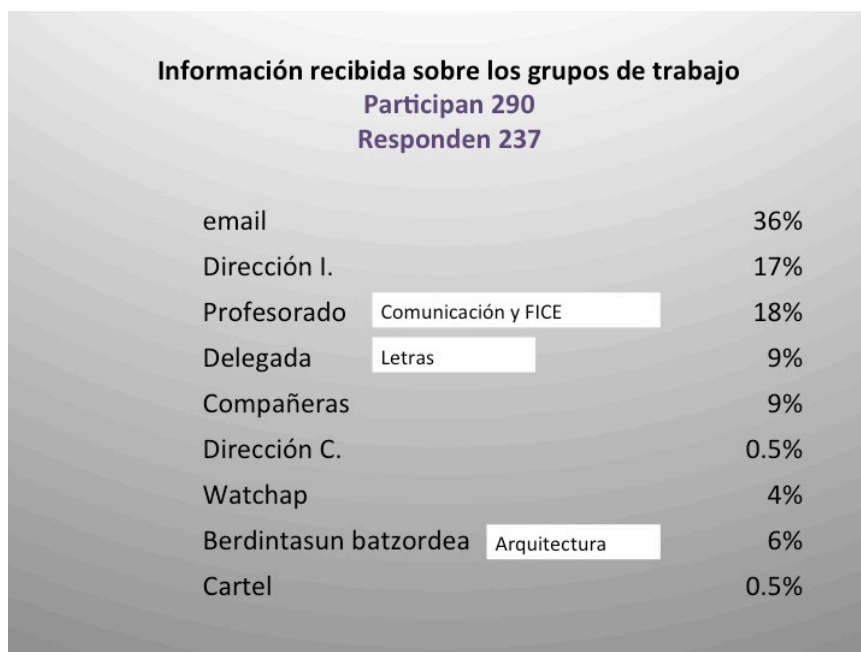 Información recibida sobre los grupos de trabajo
Participan 290
Responden 237
email 36%
Dirección I. 17%
Profesorado Comunicación y FICE 18%
Delegada Letras 9%
Compañeras 9%
Dirección C. 0.5%
Watchap 4%
Berdintasun batzordea Arquitectura 6%
Cartel 0.5%